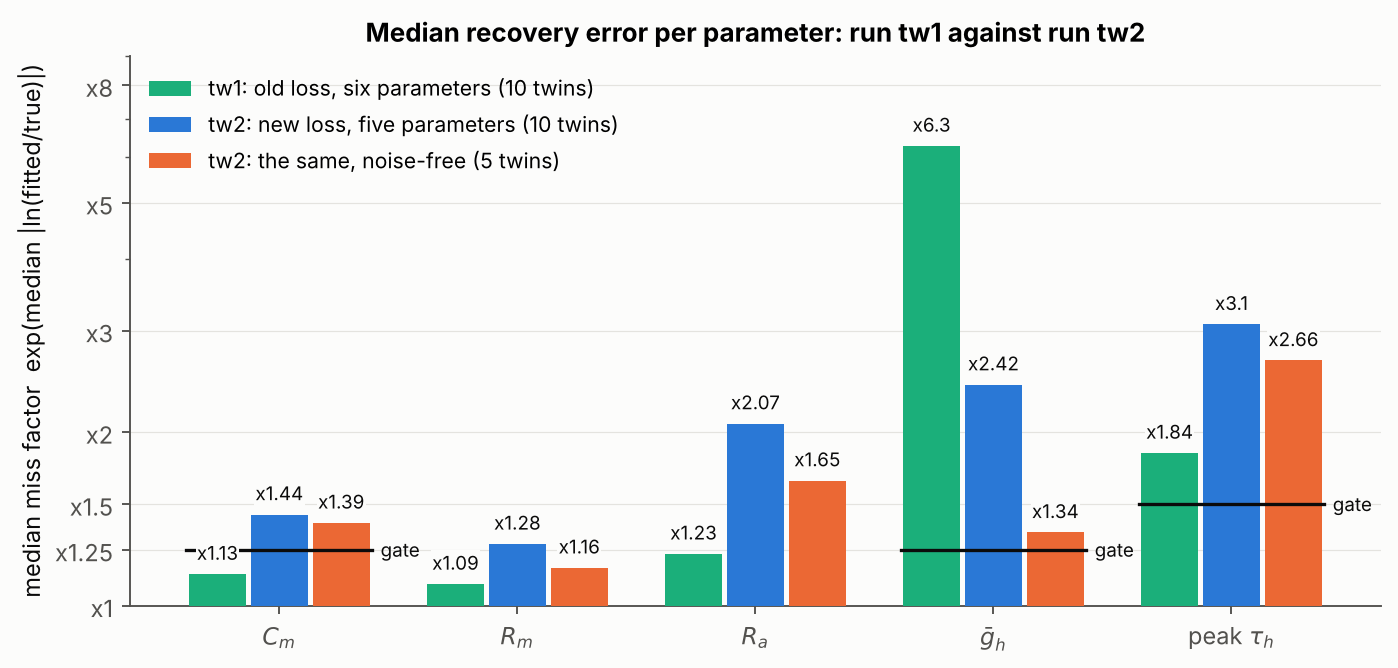 Median recovery error per parameter: run tw1 against run tw2
median miss factor exp(median |ln(fitted/true)|)
x8
x5
x3
x2
x1.5
x1.25
x1
tw1: old loss, six parameters (10 twins)
tw2: new loss, five parameters (10 twins)
tw2: the same, noise-free (5 twins)
x1.13
x1.44
x1.39
gate
x1.09
x1.28
x1.16
x1.23
x2.07
x1.65
x6.3
x2.42
x1.34
gate
x1.84
x3.1
x2.66
gate
C_m
R_m
R_a
ḡ_h
peak τ_h